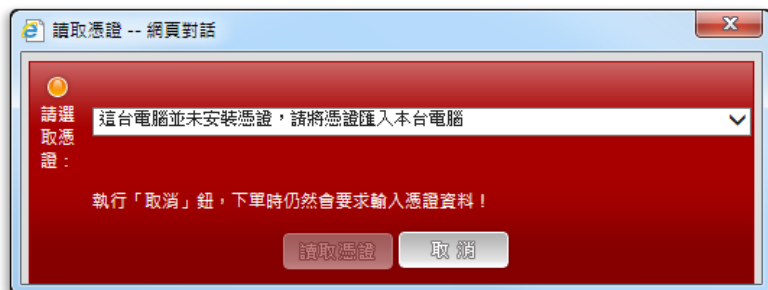 讀取憑證 -- 網頁對話
請選
取憑
證：
這台電腦並未安裝憑證，請將憑證匯入本台電腦
執行「取消」鈕，下單時仍然會要求輸入憑證資料！
讀取憑證
取 消